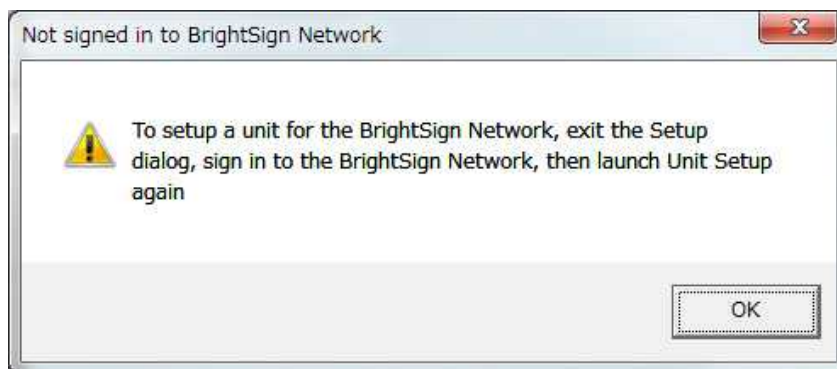 Not signed in to BrightSign Network
To setup a unit for the BrightSign Network, exit the Setup
dialog, sign in to the BrightSign Network, then launch Unit Setup
again
OK